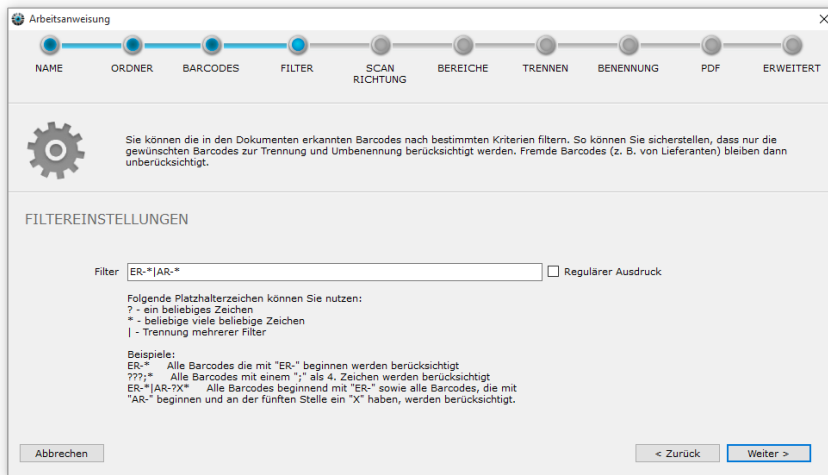 Arbeitsanweisung
NAME ORDNER BARCODES FILTER SCAN RICHTUNG BEREICHE TRENNEN BENENNUNG PDF ERWEITERT
Sie können die in den Dokumenten erkannten Barcodes nach bestimmten Kriterien filtern. So können Sie sicherstellen, dass nur die
gewünschten Barcodes zur Trennung und Umbenennung berücksichtigt werden. Fremde Barcodes (z. B. von Lieferanten) bleiben dann
unberücksichtigt.
FILTEREINSTELLUNGEN
Filter ER-*|AR-* Regulärer Ausdruck
Folgende Platzhalterzeichen können Sie nutzen:
? - ein beliebiges Zeichen
* - beliebige viele beliebige Zeichen
| - Trennung mehrerer Filter
Beispiele:
ER-* Alle Barcodes die mit "ER-" beginnen werden berücksichtigt
???;* Alle Barcodes mit einem ";" als 4. Zeichen werden berücksichtigt
ER-*|AR-?X* Alle Barcodes beginnend mit "ER-" sowie alle Barcodes, die mit
"AR-" beginnen und an der fünften Stelle ein "X" haben, werden berücksichtigt.
Abbrechen < Zurück Weiter >